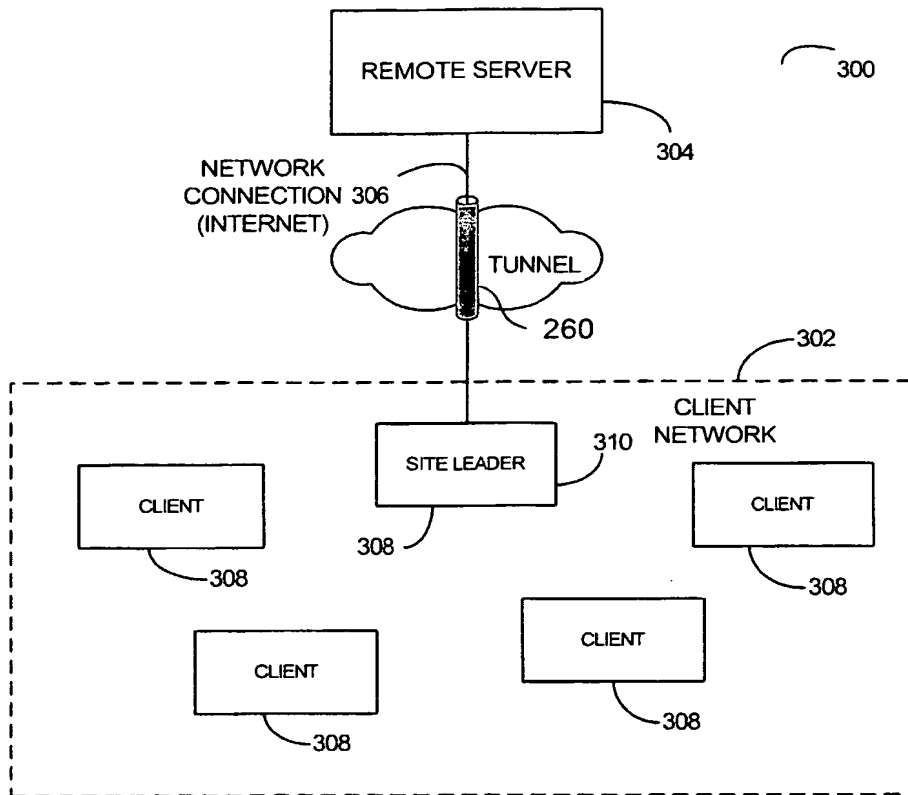 REMOTE SERVER
300
304
NETWORK
CONNECTION 306
(INTERNET)
TUNNEL
260
302
CLIENT
NETWORK
SITE LEADER
310
308
CLIENT
308
CLIENT
308
CLIENT
308
CLIENT
308